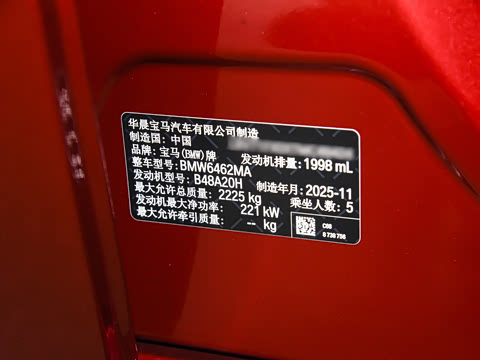 华晨宝马汽车有限公司制造
制造国: 中国
品牌: 宝马(BMW)牌 发动机排量: 1998 mL
整车型号: BMW6462MA
发动机型号: B48A20H 制造年月: 2025-11
最大允许总质量: 2225 kg 乘坐人数: 5
发动机最大净功率: 221 kW
最大允许牵引质量: -- kg